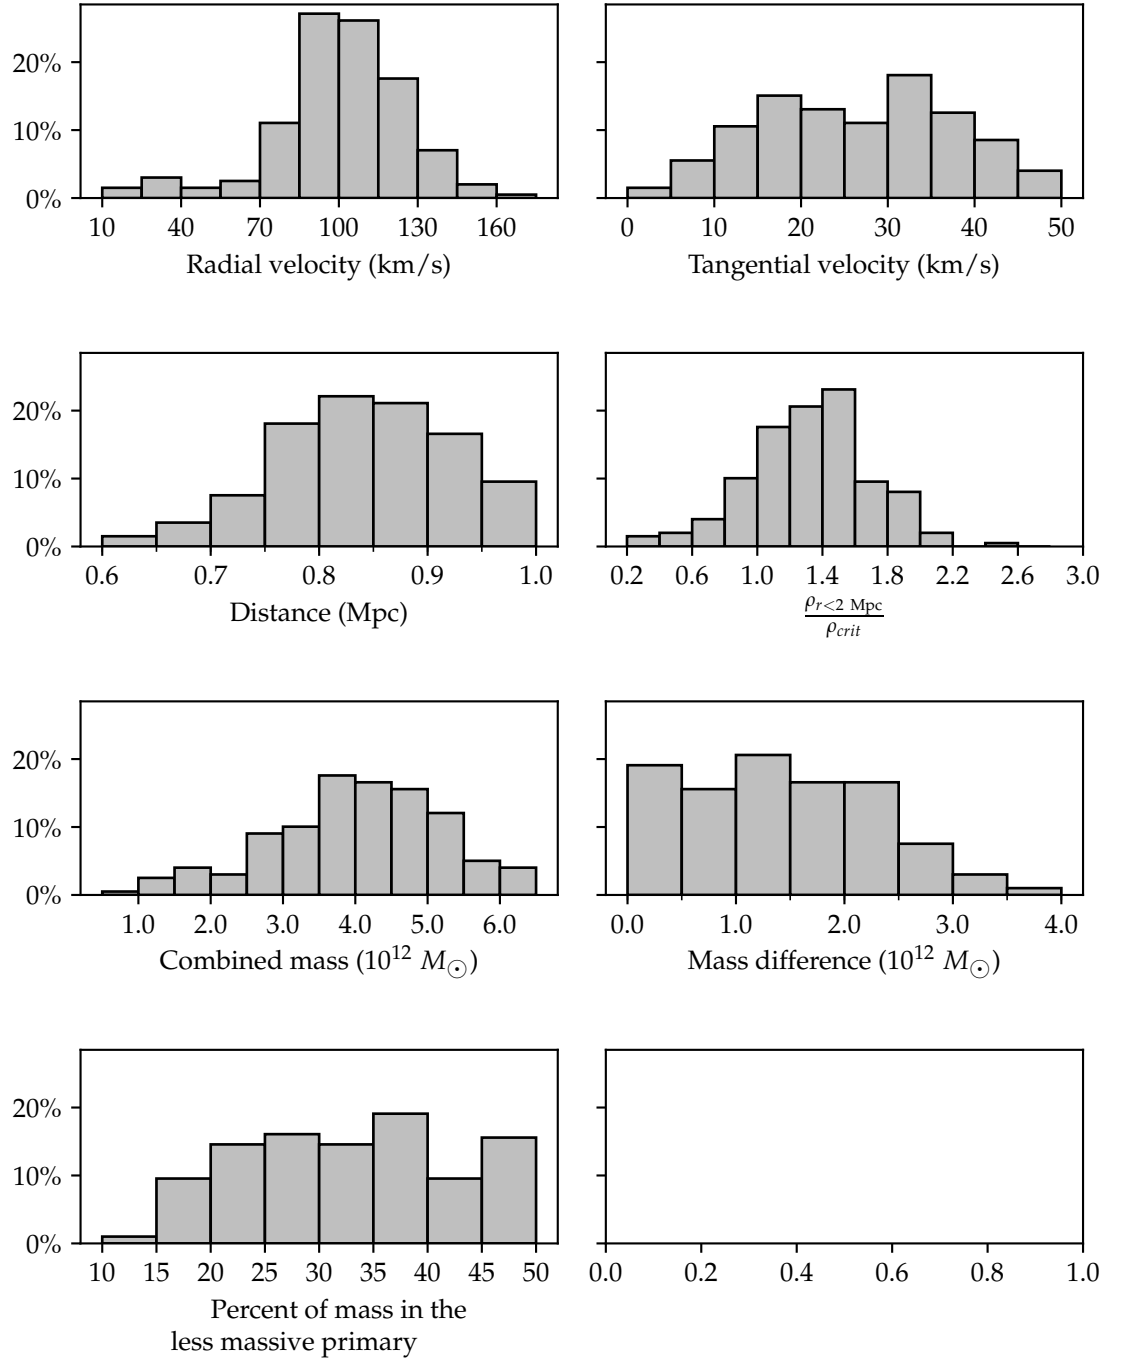 20%
10%
0%
10 40 70 100 130 160
0 10 20 30 40 50
Radial velocity (km/s)
Tangential velocity (km/s)
20%
10%
0%
0.6 0.7 0.8 0.9 1.0
0.2 0.6 1.0 1.4 1.8 2.2 2.6 3.0
Distance (Mpc)
ρr<2 Mpc
ρcrit
20%
10%
0%
1.0 2.0 3.0 4.0 5.0 6.0
0.0 1.0 2.0 3.0 4.0
Combined mass (10¹² M⊙)
Mass difference (10¹² M⊙)
20%
10%
0%
10 15 20 25 30 35 40 45 50
0.0 0.2 0.4 0.6 0.8 1.0
Percent of mass in the
less massive primary